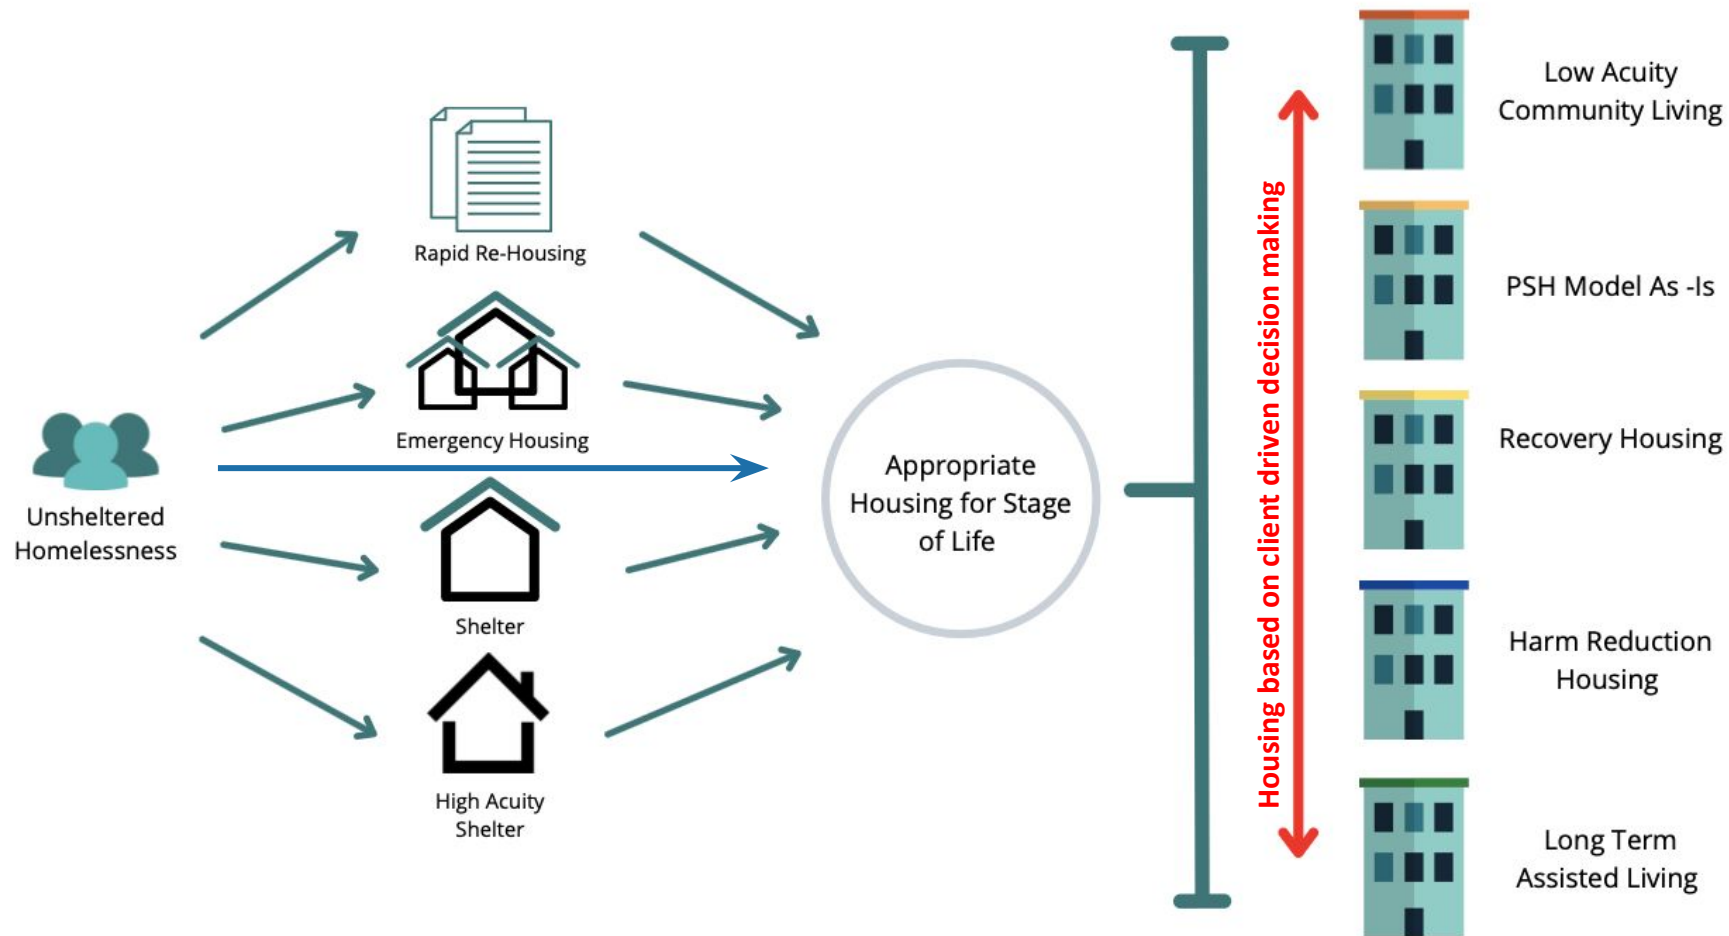 Unsheltered
Homelessness
Rapid Re-Housing
Emergency Housing
Shelter
High Acuity
Shelter
Appropriate
Housing for Stage
of Life
Housing based on client driven decision making
Low Acuity
Community Living
PSH Model As -Is
Recovery Housing
Harm Reduction
Housing
Long Term
Assisted Living